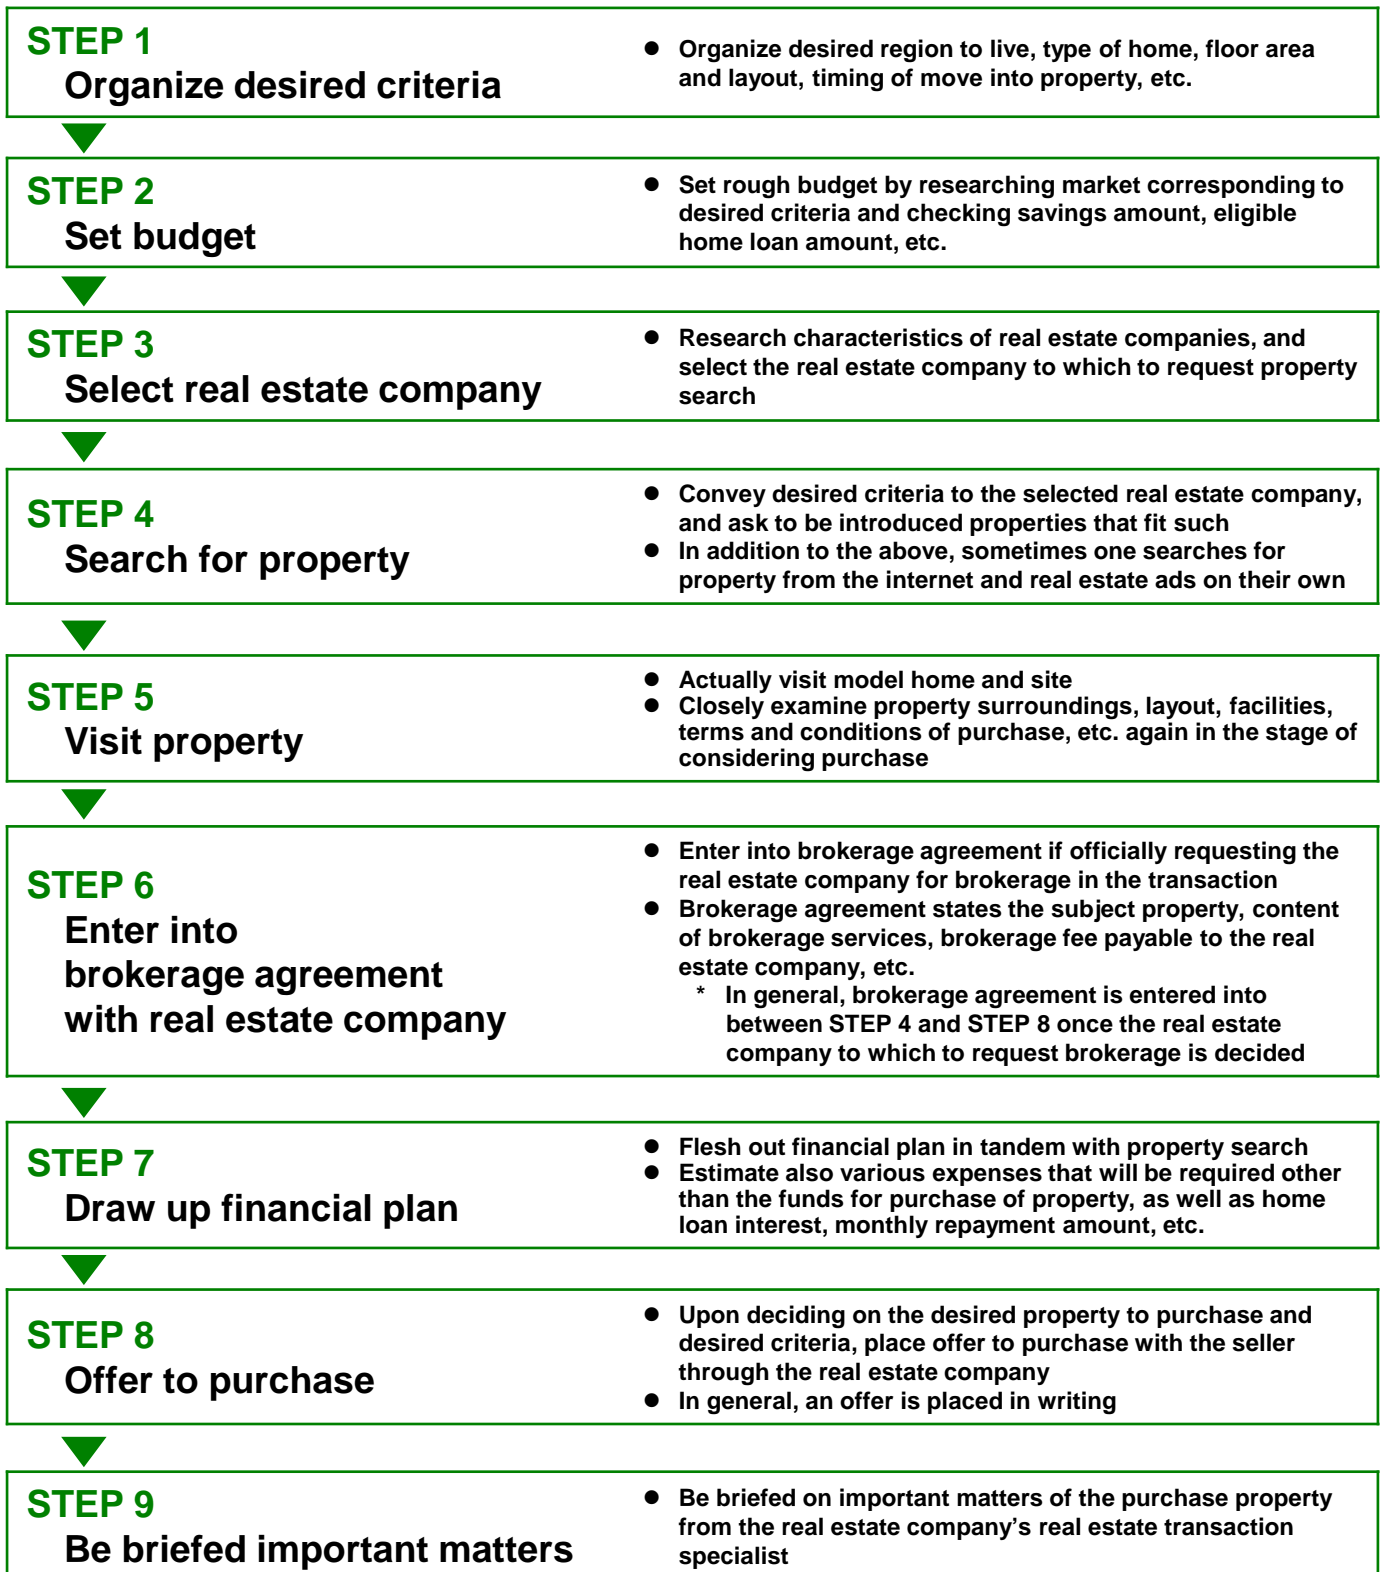 STEP 1
Organize desired criteria
● Organize desired region to live, type of home, floor area
and layout, timing of move into property, etc.
STEP 2
Set budget
● Set rough budget by researching market corresponding to
desired criteria and checking savings amount, eligible
home loan amount, etc.
STEP 3
Select real estate company
● Research characteristics of real estate companies, and
select the real estate company to which to request property
search
STEP 4
Search for property
● Convey desired criteria to the selected real estate company,
and ask to be introduced properties that fit such
● In addition to the above, sometimes one searches for
property from the internet and real estate ads on their own
STEP 5
Visit property
● Actually visit model home and site
● Closely examine property surroundings, layout, facilities,
terms and conditions of purchase, etc. again in the stage of
considering purchase
STEP 6
Enter into
brokerage agreement
with real estate company
● Enter into brokerage agreement if officially requesting the
real estate company for brokerage in the transaction
● Brokerage agreement states the subject property, content
of brokerage services, brokerage fee payable to the real
estate company, etc.
* In general, brokerage agreement is entered into
between STEP 4 and STEP 8 once the real estate
company to which to request brokerage is decided
STEP 7
Draw up financial plan
● Flesh out financial plan in tandem with property search
● Estimate also various expenses that will be required other
than the funds for purchase of property, as well as home
loan interest, monthly repayment amount, etc.
STEP 8
Offer to purchase
● Upon deciding on the desired property to purchase and
desired criteria, place offer to purchase with the seller
through the real estate company
● In general, an offer is placed in writing
STEP 9
Be briefed important matters
● Be briefed on important matters of the purchase property
from the real estate company's real estate transaction
specialist